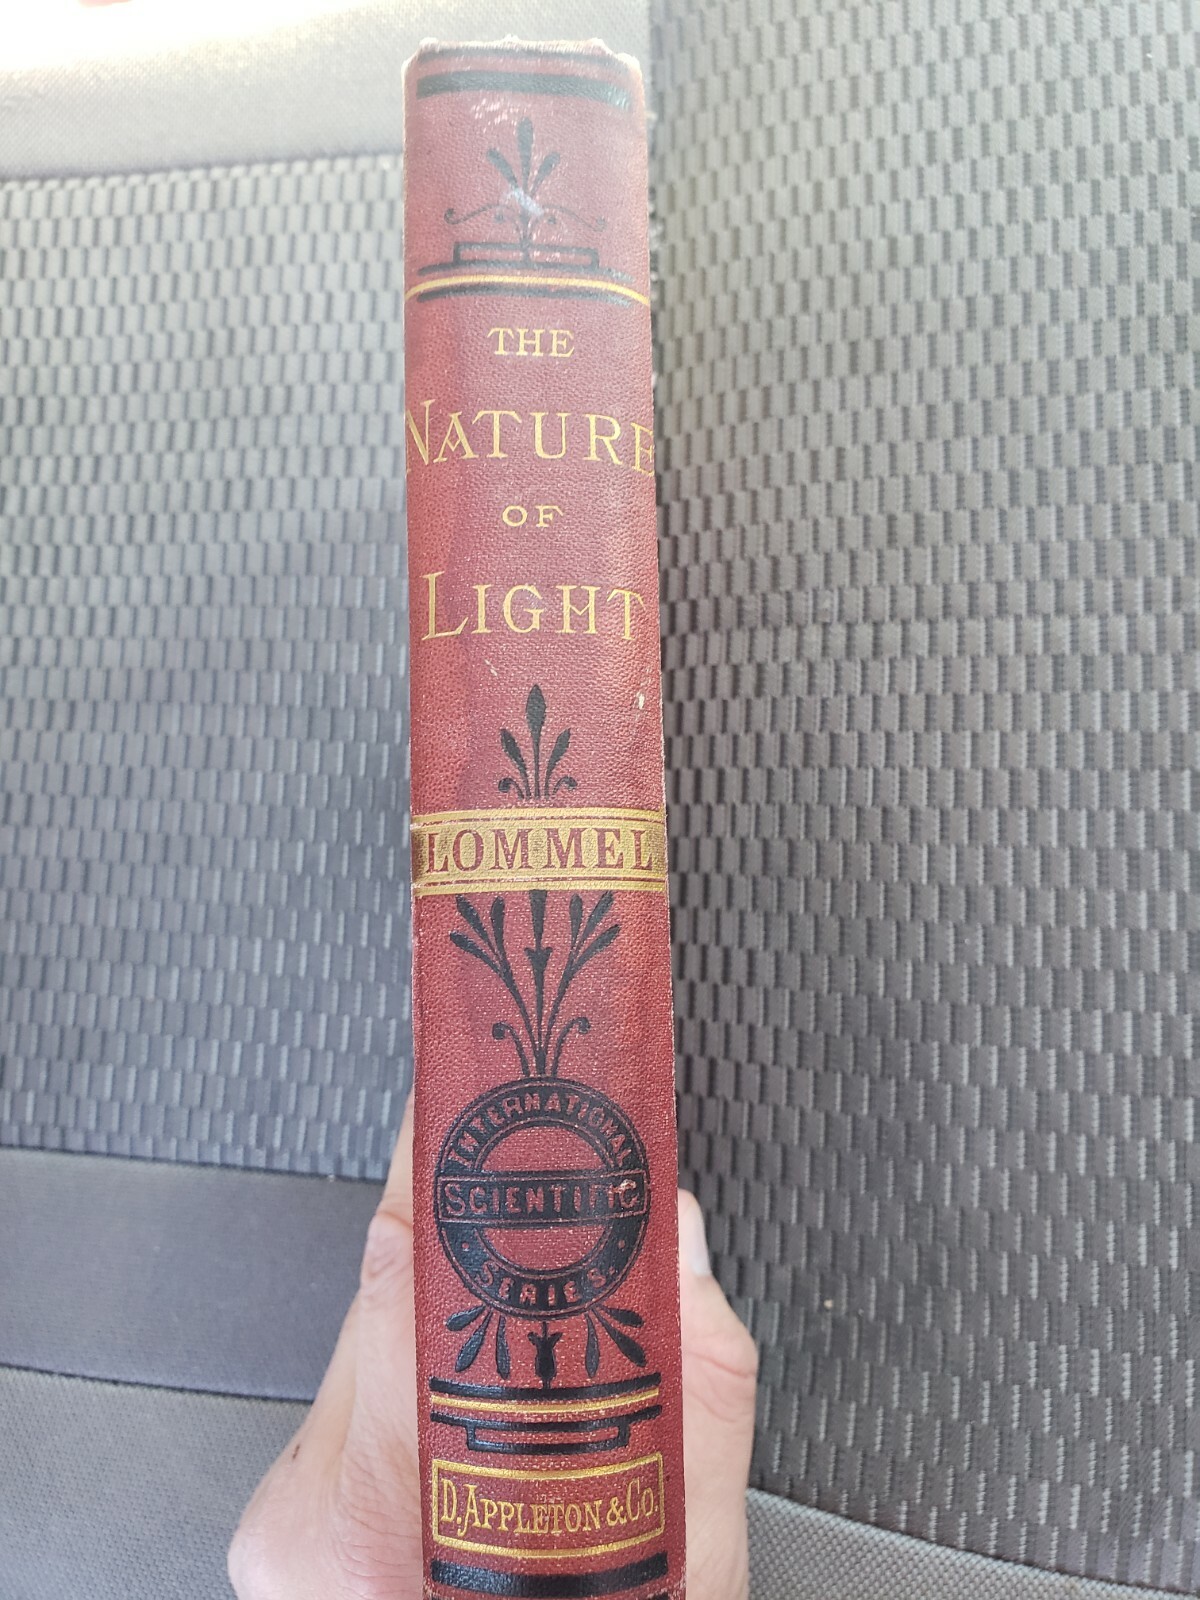 THE
NATURE
OF
LIGHT
LOMMEL
INTERNATIONAL
SCIENTIFIC
SERIES.
D. APPLETON & CO.